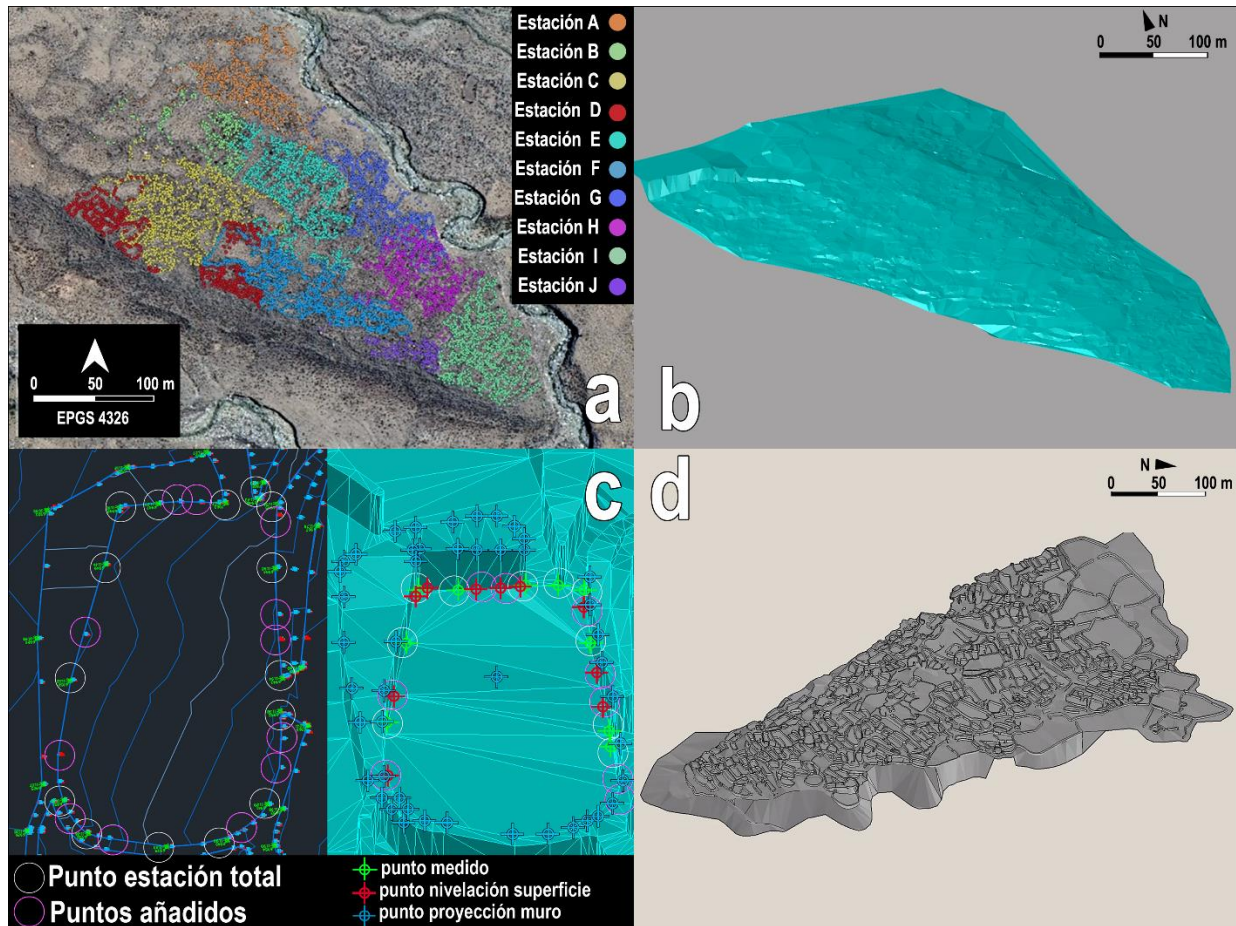 Estación A
Estación B
Estación C
Estación D
Estación E
Estación F
Estación G
Estación H
Estación I
Estación J
0 50 100 m
EPGS 4326
a
N
0 50 100 m
b
c
Punto estación total
Puntos añadidos
punto medido
punto nivelación superficie
punto proyección muro
N
0 50 100 m
d